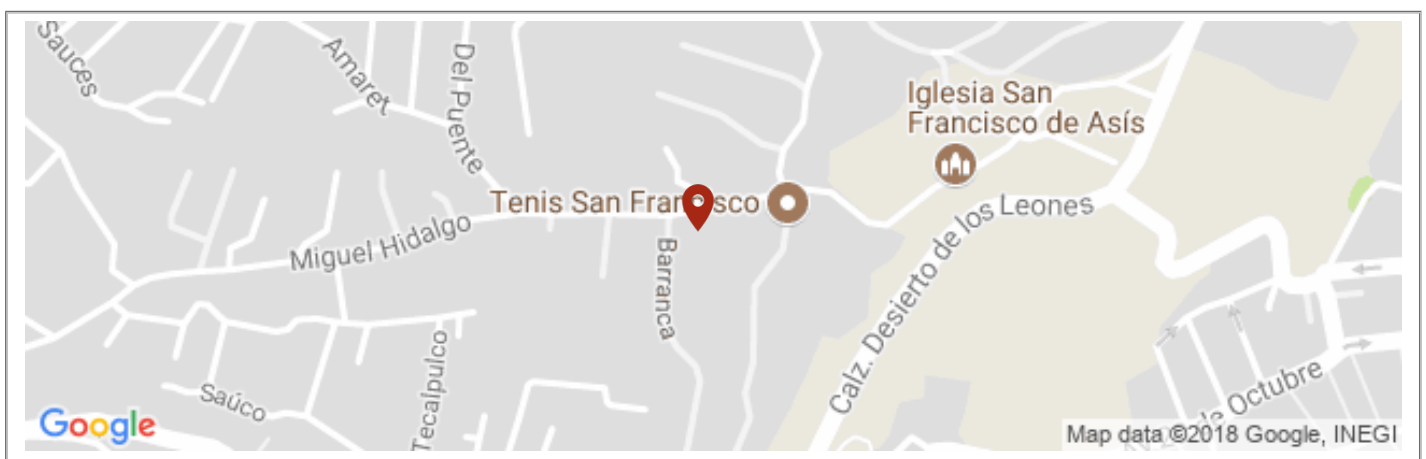 Sauces
Amaret
Del Puente
Iglesia San
Francisco de Asís
Tenis San Francisco
Miguel Hidalgo
Barranca
Calz. Desierto de los Leones
Tecalpulco
Saúco
de Octubre
Google
Map data ©2018 Google, INEGI